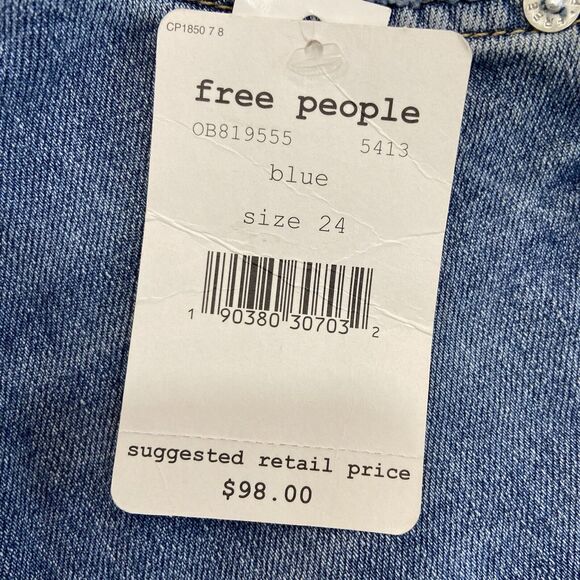 CP1850 7 8
free people
OB819555 5413
blue
size 24
1 90380 30703 2
suggested retail price
$98.00